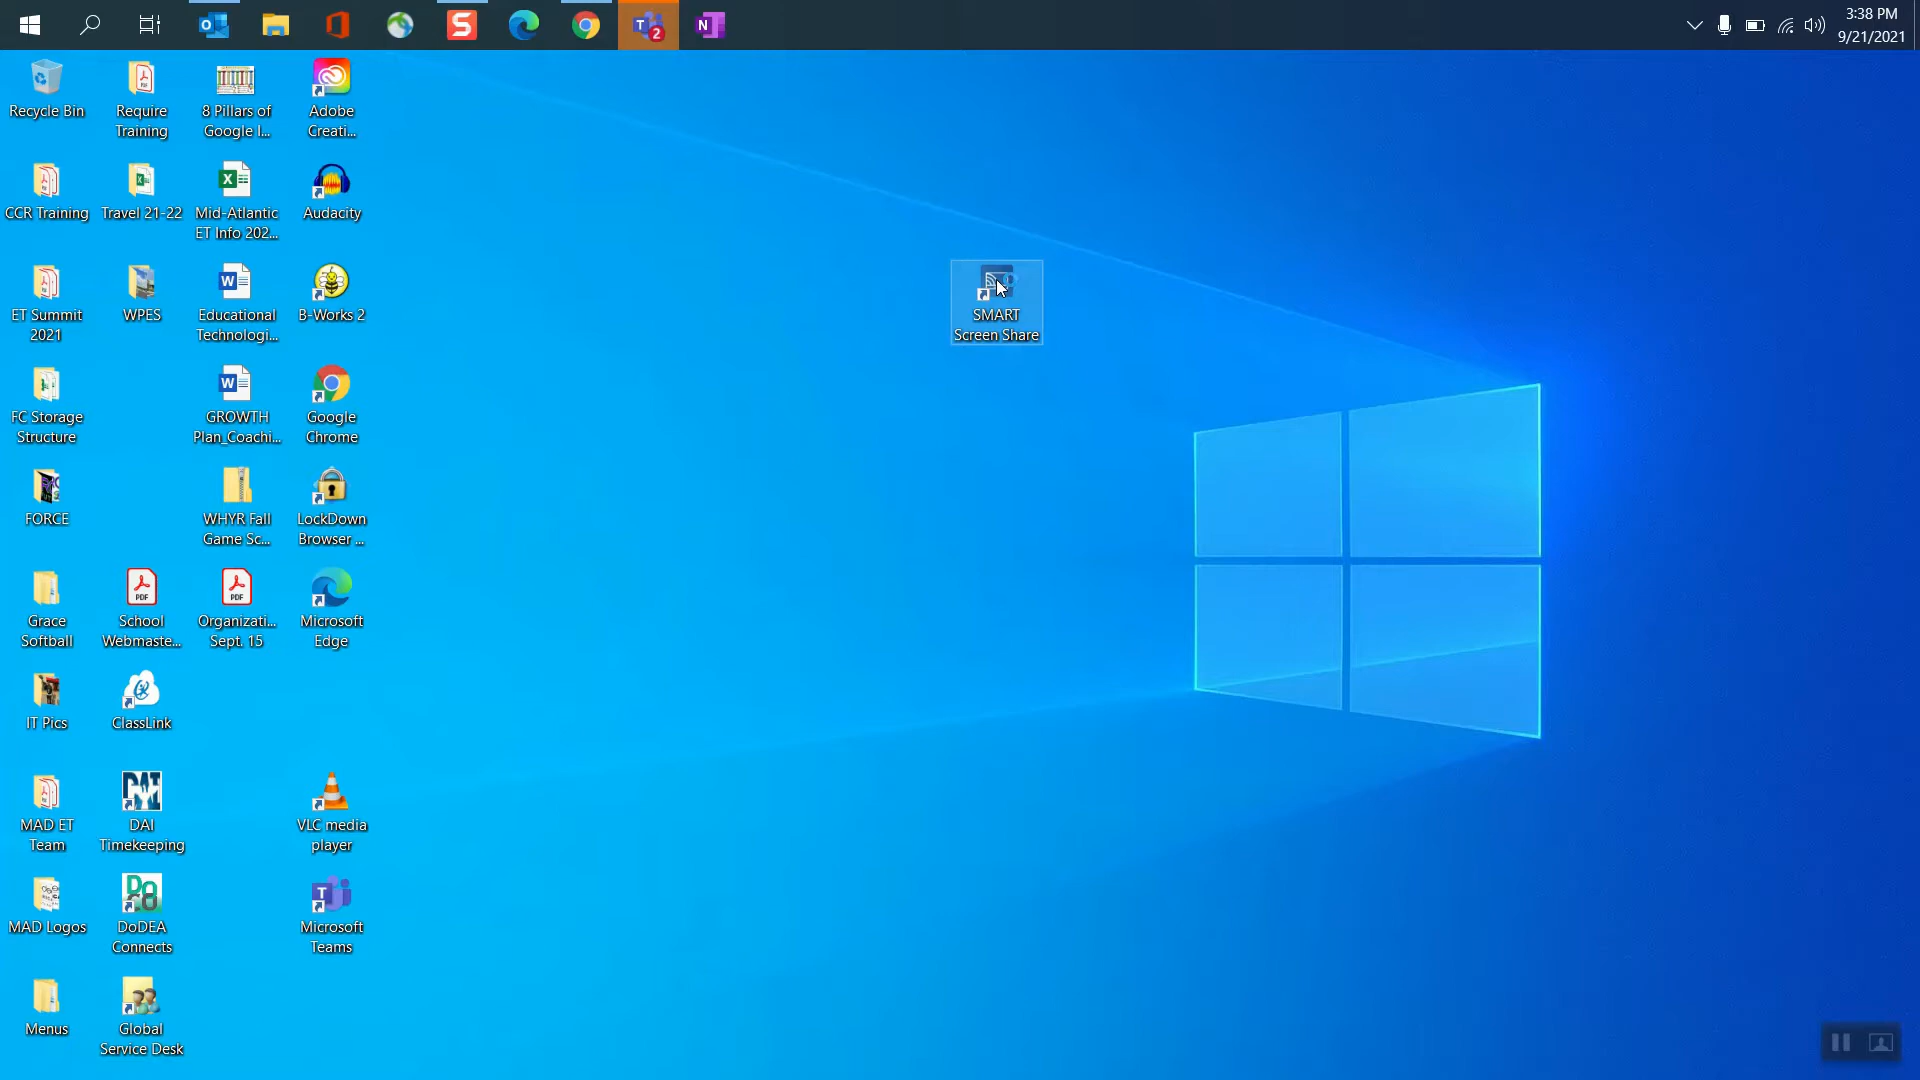 3:38 PM
9/21/2021
2
Recycle Bin
Require
Training
8 Pillars of
Google I...
Adobe
Creati...
CCR Training
Travel 21-22
Mid-Atlantic
ET Info 202...
Audacity
SMART
Screen Share
ET Summit
2021
WPES
Educational
Technologi...
B-Works 2
FC Storage
Structure
GROWTH
Plan_Coachi...
Google
Chrome
FORCE
WHYR Fall
Game Sc...
LockDown
Browser ...
Grace
Softball
PDF
School
Webmaste...
PDF
Organizati...
Sept. 15
Microsoft
Edge
IT Pics
ClassLink
MAD ET
Team
DAI
DAI
Timekeeping
VLC media
player
MAD Logos
DoDEA
Connects
Microsoft
Teams
Menus
Global
Service Desk